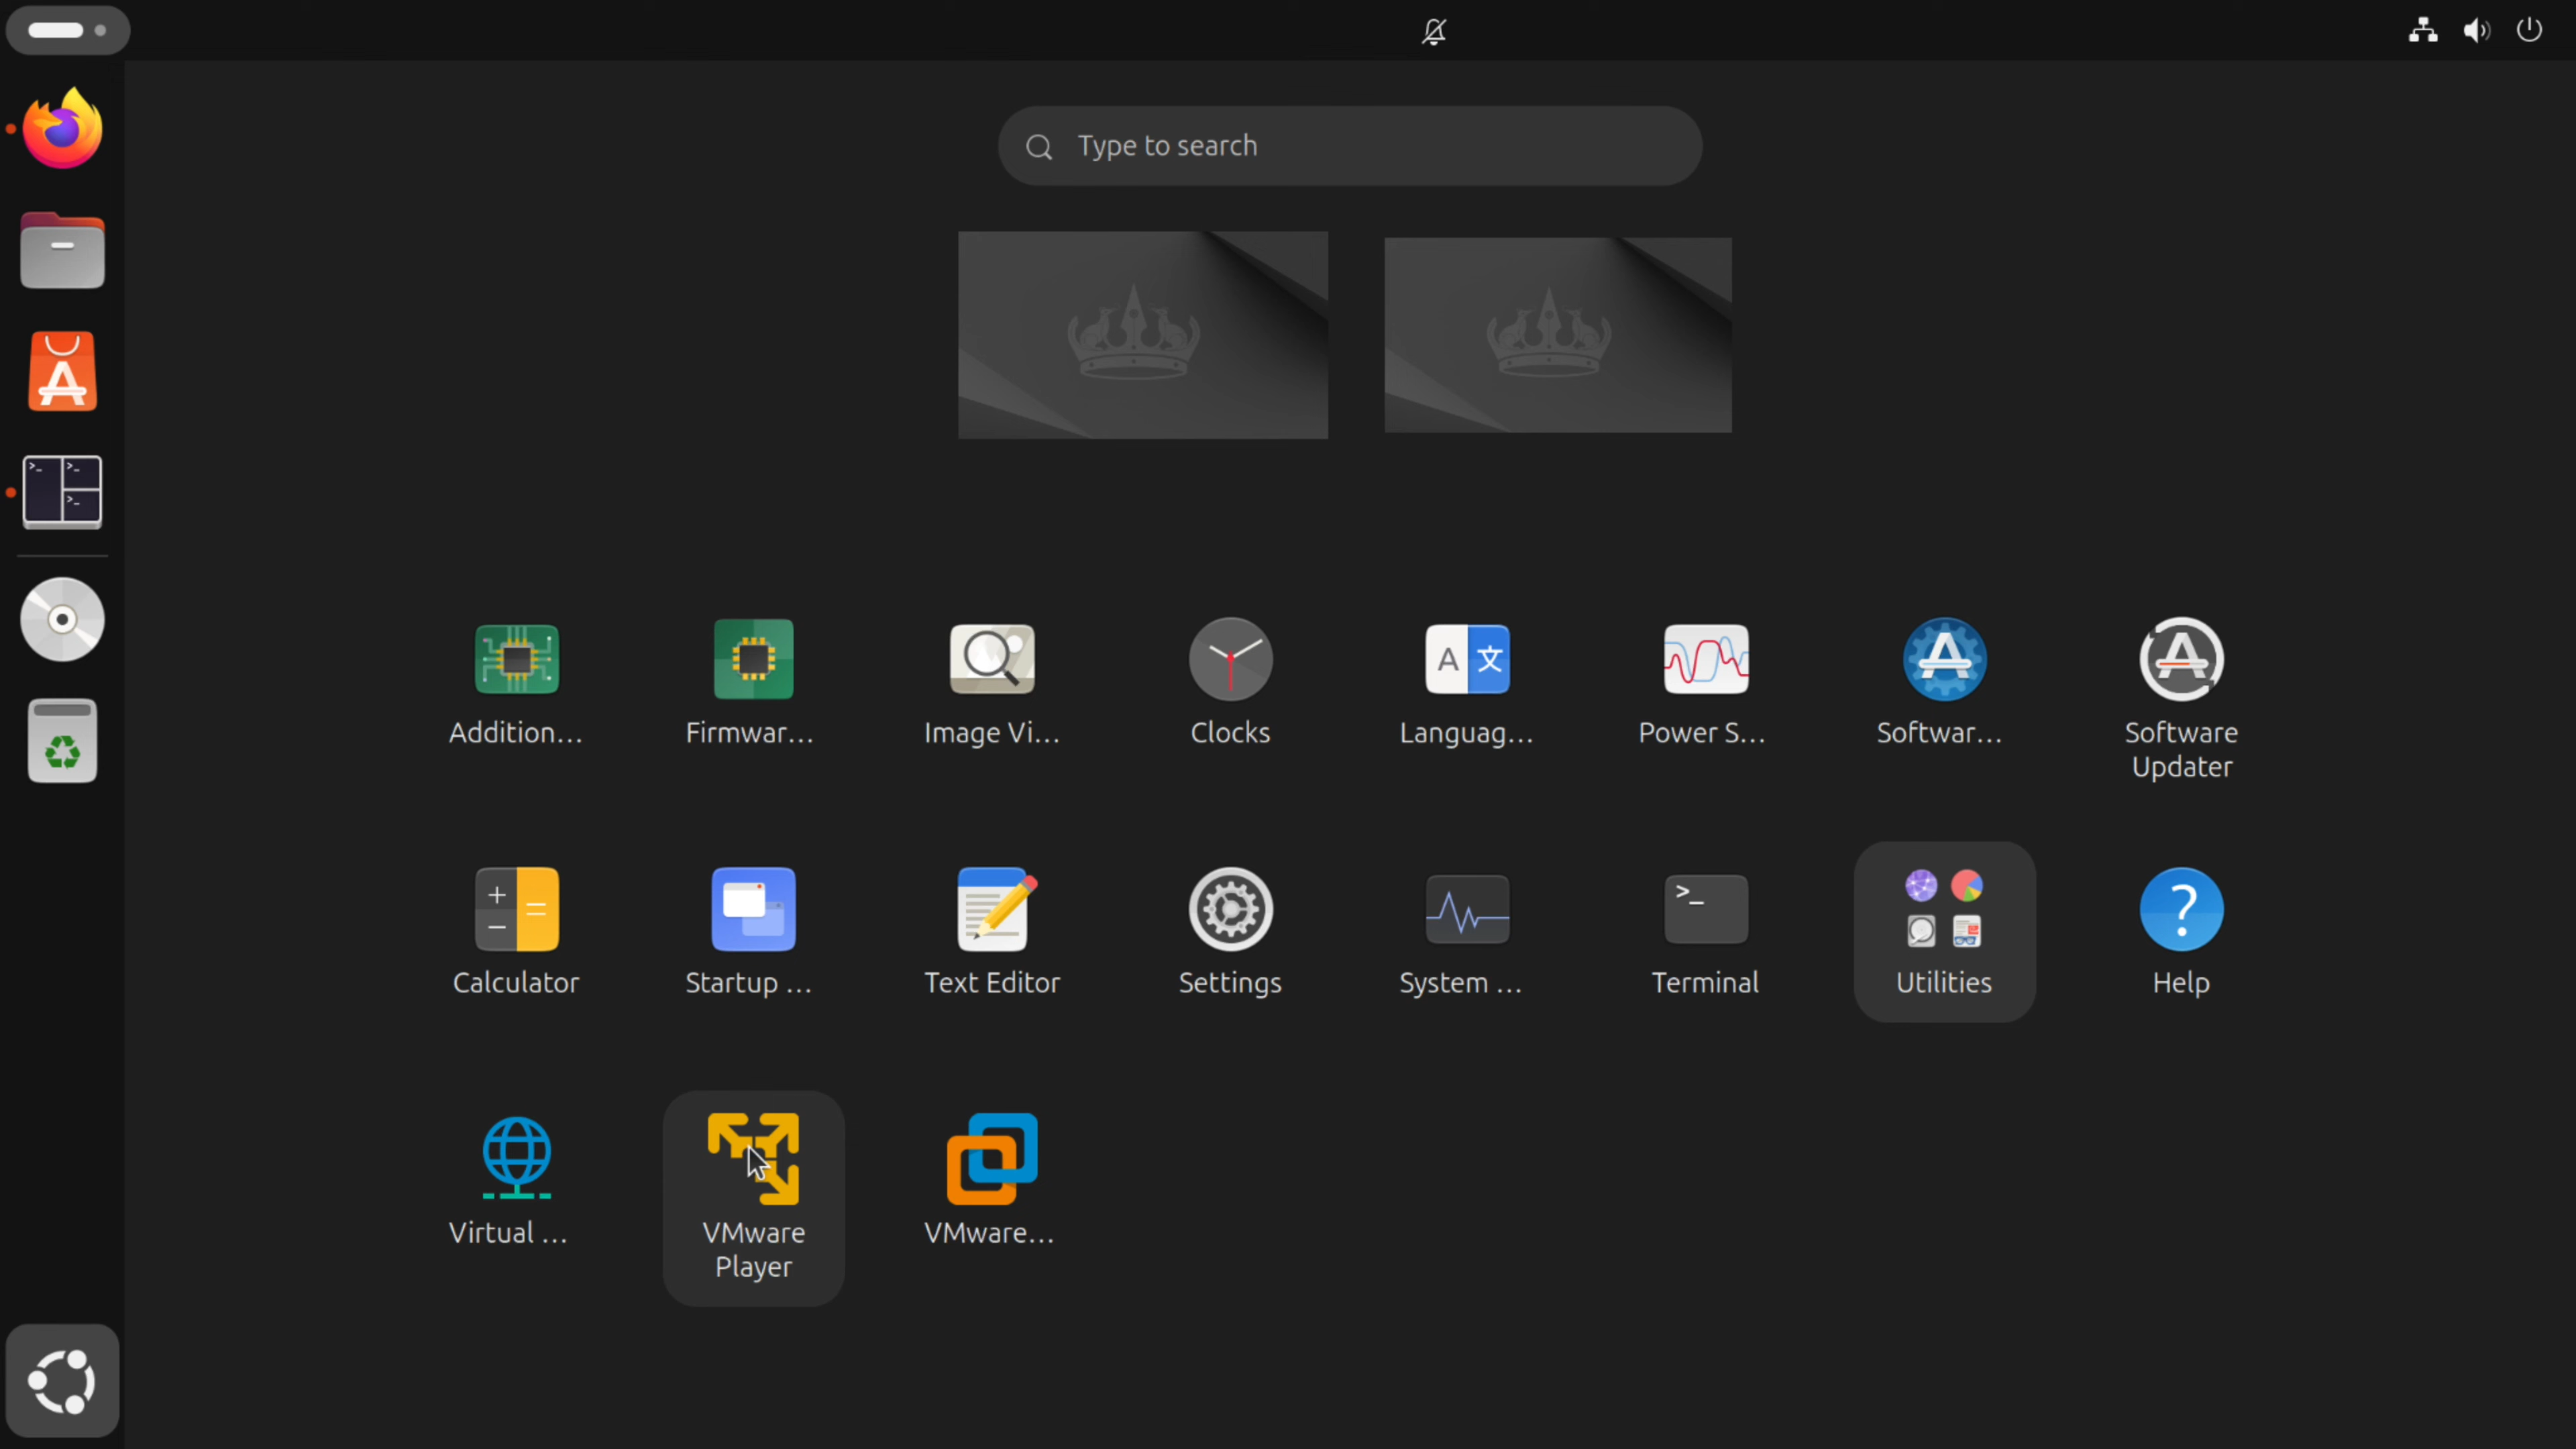 Type to search
Addition...
Firmwar...
Image Vi...
Clocks
A 文
Languag...
Power S...
Softwar...
Software
Updater
Calculator
Startup ...
Text Editor
Settings
System ...
>_
Terminal
Utilities
?
Help
Virtual ...
VMware
Player
VMware...